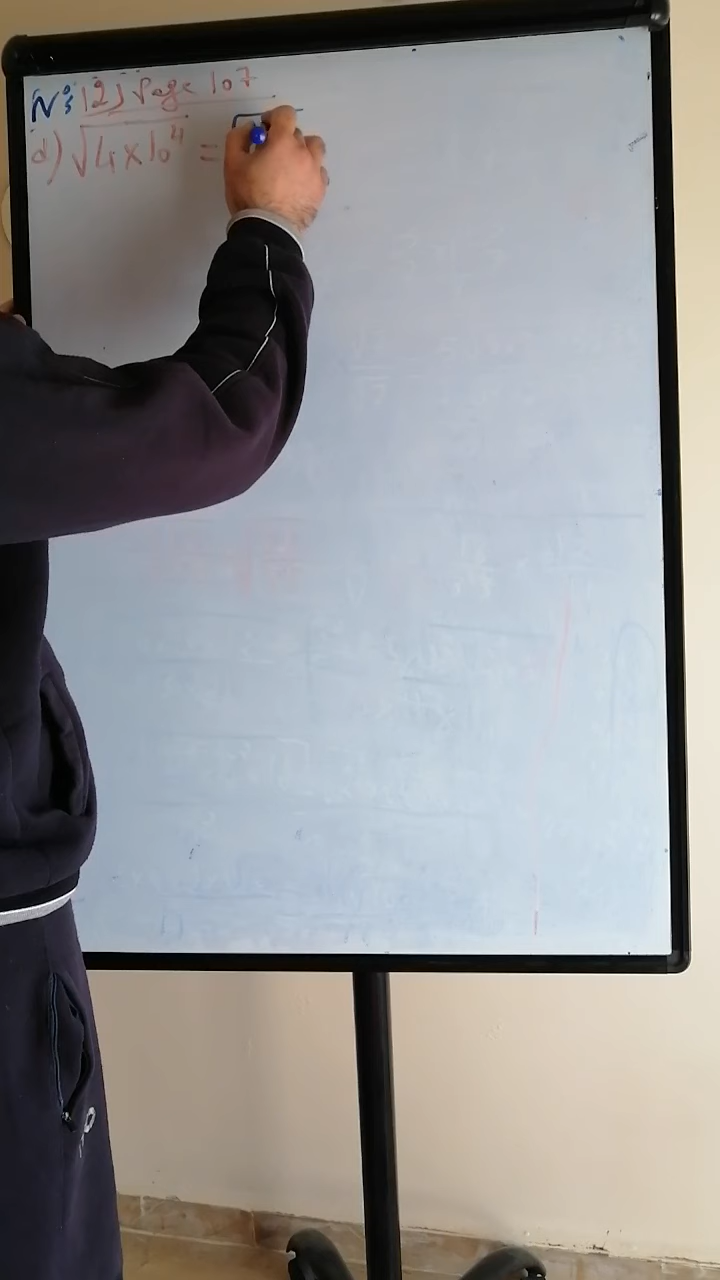 N° 12) Page 107
d) √4×10⁴ = √